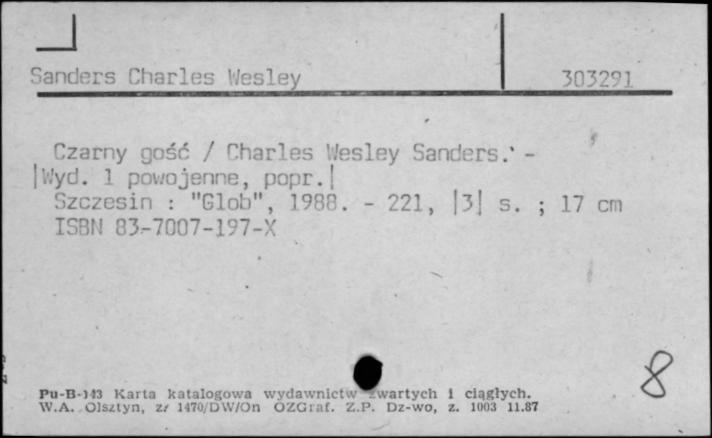 Sanders Charles Wesley 303291
Czarny gość / Charles Wesley Sanders. -
|Wyd. 1 powojenne, popr.|
Szczesin : "Glob", 1988. - 221, |3| s. ; 17 cm
ISBN 83-7007-197-X
8
Pu-B-143 Karta katalogowa wydawnictw zwartych i ciągłych.
W.A. Olsztyn, z. 1470/DW/On OZGraf. Z.P. Dz-wo, z. 1003 11.87